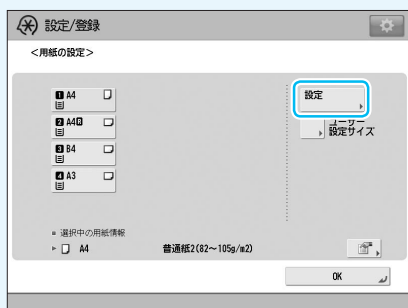 設定/登録
<用紙の設定>
1 A4
2 A4R
3 B4
4 A3
設定
ユーザー
設定サイズ
選択中の用紙情報
A4 普通紙2(82～105g/m2)
OK